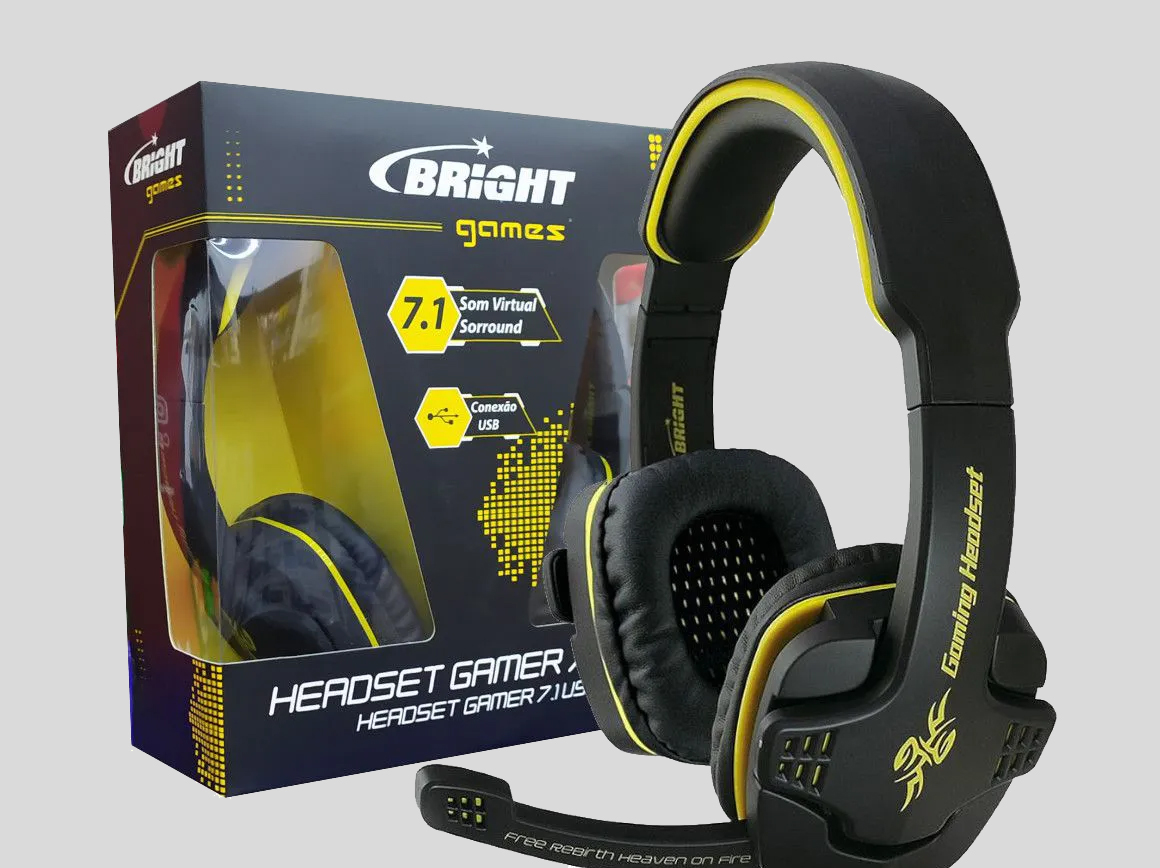 BRIGHT
games
BRIGHT
games
7.1
Som Virtual
Sorround
Conexão
USB
HEADSET GAMER
HEADSET GAMER 7.1
BRIGHT
Gaming Headset
Free Rebirth Heaven on Fire